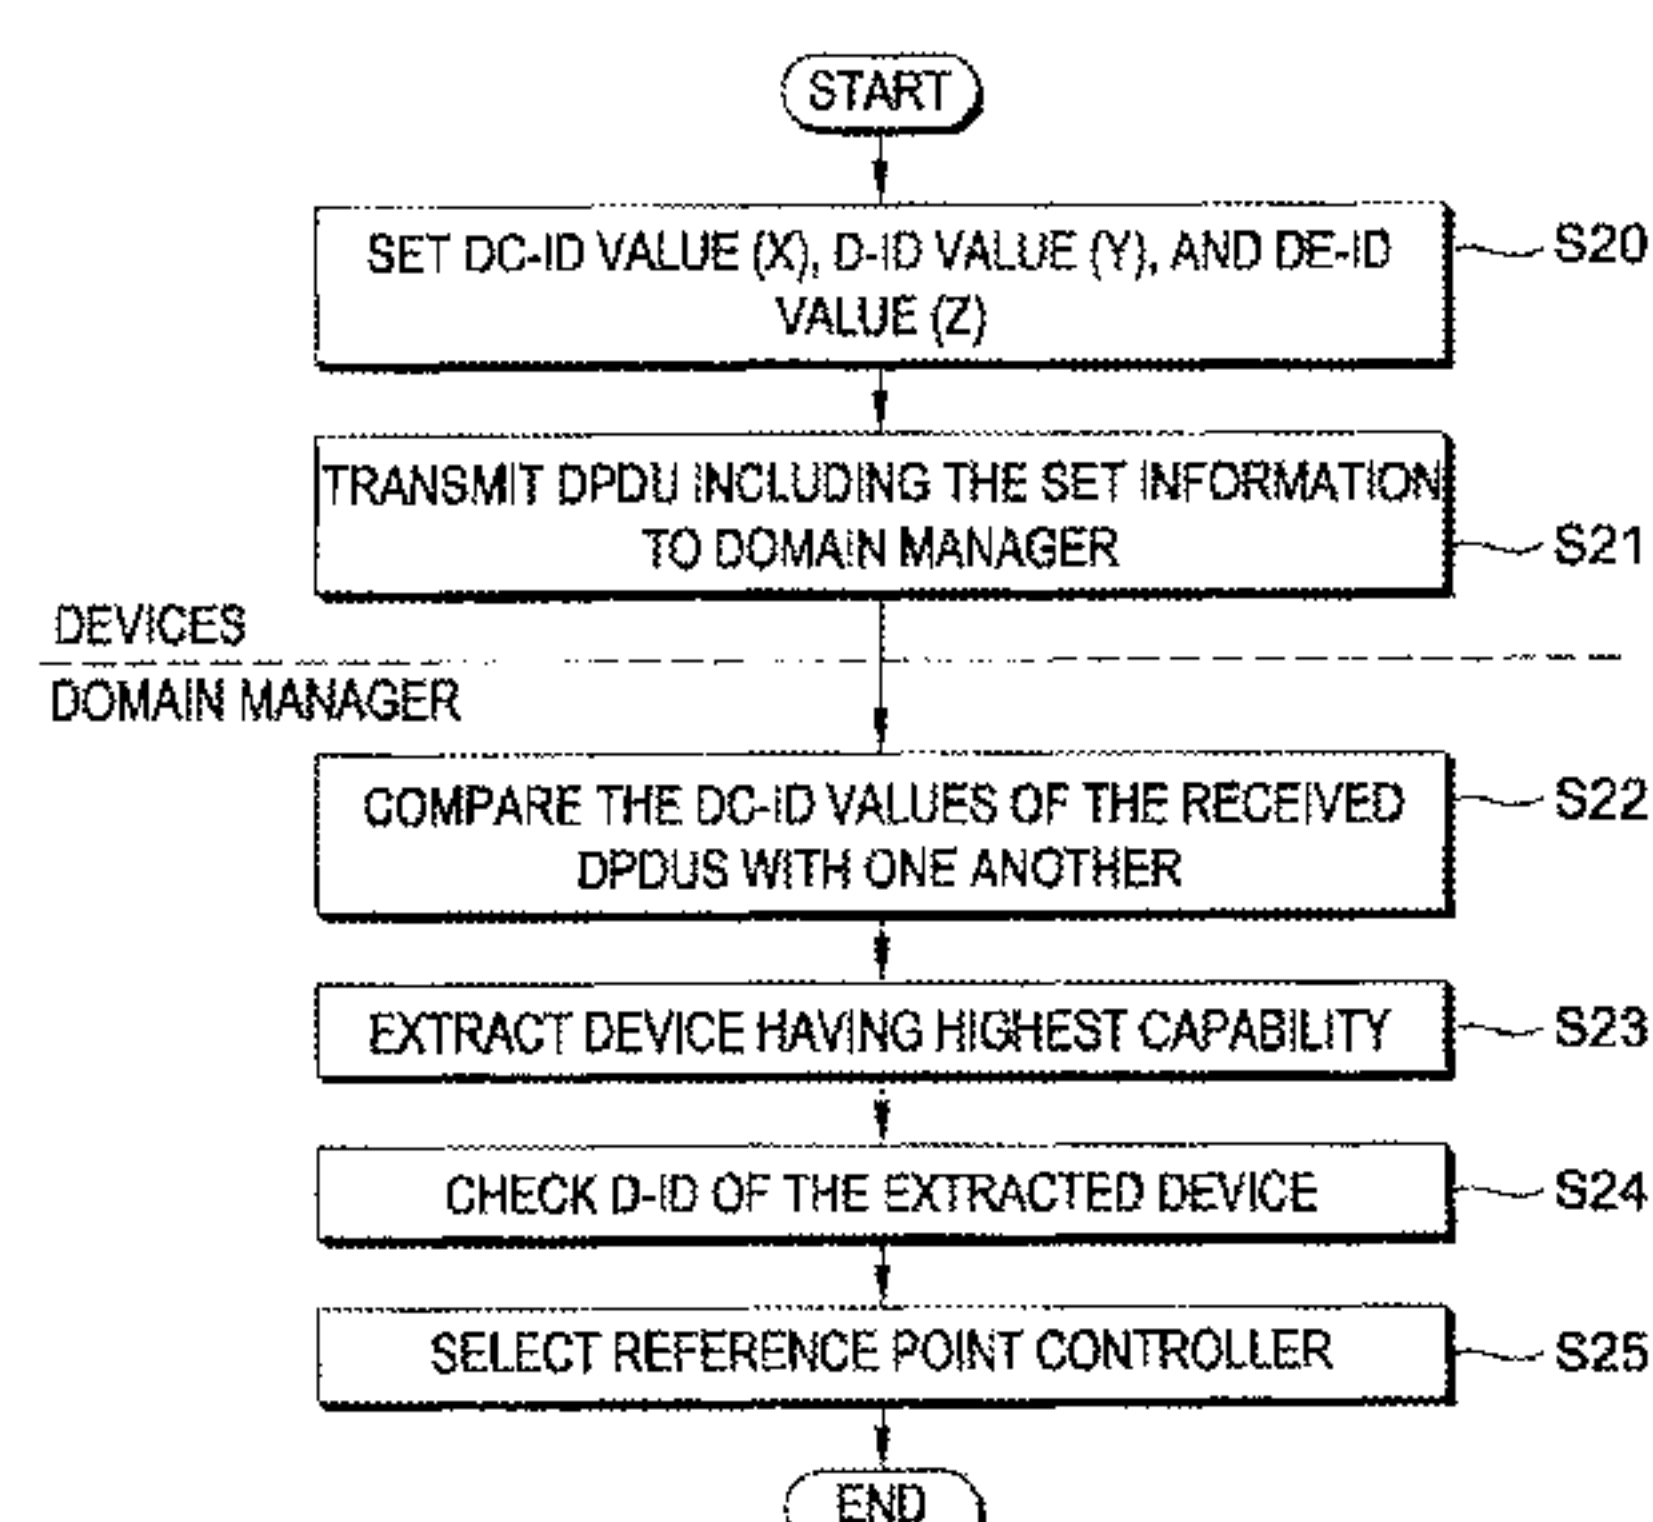 START
SET DC-ID VALUE (X), D-ID VALUE (Y), AND DE-ID
VALUE (Z)
S20
TRANSMIT DPDU INCLUDING THE SET INFORMATION
TO DOMAIN MANAGER
S21
DEVICES
DOMAIN MANAGER
COMPARE THE DC-ID VALUES OF THE RECEIVED
DPDUS WITH ONE ANOTHER
S22
EXTRACT DEVICE HAVING HIGHEST CAPABILITY
S23
CHECK D-ID OF THE EXTRACTED DEVICE
S24
SELECT REFERENCE POINT CONTROLLER
S25
END